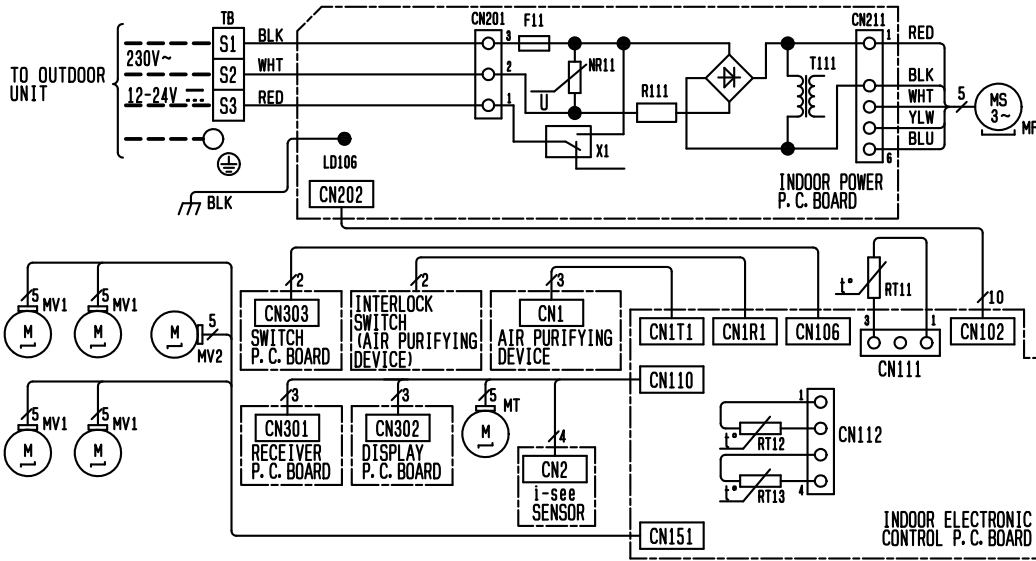 TB
CN201
F11
CN211
TO OUTDOOR
UNIT
230V~
12-24V
S1
S2
S3
BLK
WHT
RED
3
2
1
NR11
U
R111
X1
T111
1
6
RED
BLK
WHT
YLW
BLU
5
MS
3~
MF
LD106
BLK
CN202
INDOOR POWER
P.C.BOARD
5
MV1
M
5
MV1
M
5
MV2
M
5
MV1
M
5
MV1
M
2
CN303
SWITCH
P.C.BOARD
2
INTERLOCK
SWITCH
(AIR PURIFYING
DEVICE)
3
CN1
AIR PURIFYING
DEVICE
CN1T1
CN1R1
CN106
t°
RT11
3
1
CN111
10
CN102
CN110
3
CN301
RECEIVER
P.C.BOARD
3
CN302
DISPLAY
P.C.BOARD
5
MT
M
4
CN2
i-see
SENSOR
1
4
CN112
t°
RT12
t°
RT13
CN151
INDOOR ELECTRONIC
CONTROL P.C.BOARD